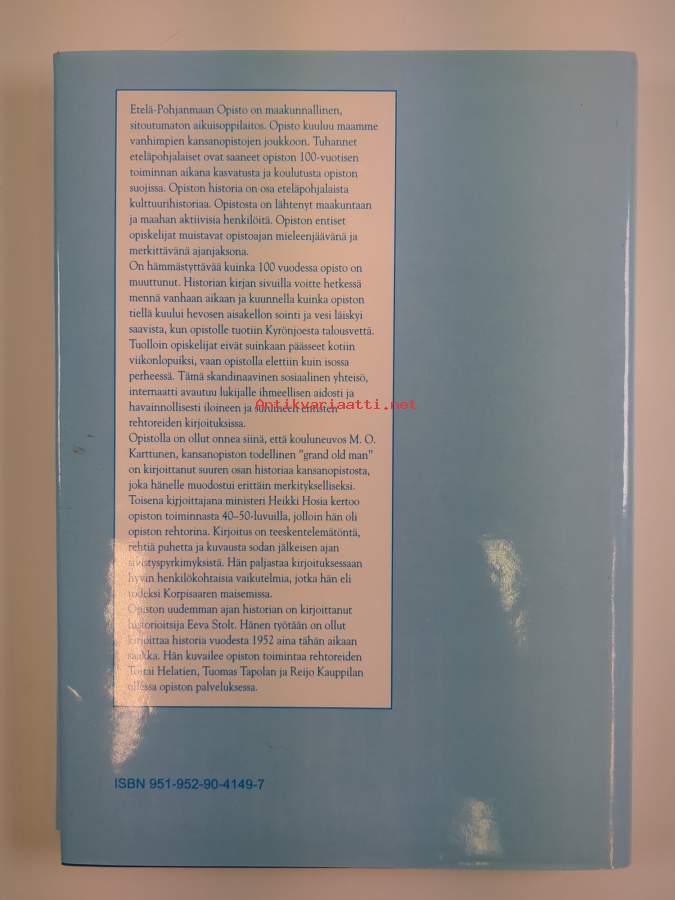 Etelä-Pohjanmaan Opisto on maakunnallinen,
sitoutumaton aikuisoppilaitos. Opisto kuuluu maamme
vanhimpien kansanopistojen joukkoon. Tuhannet
eteläpohjalaiset ovat saaneet opiston 100-vuotisen
toiminnan aikana kasvatusta ja koulutusta opiston
suojissa. Opiston historia on osa eteläpohjalaista
kulttuurihistoriaa. Opistosta on lähtenyt maakuntaan
ja maahan aktiivisia henkilöitä. Opiston entiset
opiskelijat muistavat opistoajan mieleenjäävänä ja
merkittävänä ajanjaksona.
On hämmästyttävää kuinka 100 vuodessa opisto on
muuttunut. Historian kirjan sivuilla voitte hetkessä
mennä vanhaan aikaan ja kuunnella kuinka opiston
tiellä kuului hevosen aisakellon sointi ja vesi läiskyi
saavista, kun opistolle tuotiin Kyrönjoesta talousvettä.
Tuolloin opiskelijat eivät suinkaan päässeet kotiin
viikonlopuiksi, vaan opistolla elettiin kuin isossa
perheessä. Tämä skandinaavinen sosiaalinen yhteisö,
internaatti avautuu lukijalle ihmeellisen aidosti ja
Antikvariaatti.net
havainnollisesti iloineen ja suruineen entisten
rehtoreiden kirjoituksissa.
Opistolla on ollut onnea siinä, että kouluneuvos M. O.
Karttunen, kansanopiston todellinen "grand old man"
on kirjoittanut suuren osan historiaa kansanopistosta,
joka hänelle muodostui erittäin merkitykselliseksi.
Toisena kirjoittajana ministeri Heikki Hosia kertoo
opiston toiminnasta 40–50-luvuilla, jolloin hän oli
opiston rehtorina. Kirjoitus on teeskentelemätöntä,
rehtiä puhetta ja kuvausta sodan jälkeisen ajan
sivistyspyrkimyksistä. Hän paljastaa kirjoituksessaan
hyvin henkilökohtaisia vaikutelmia, jotka hän eli
todeksi Korpisaaren maisemissa.
Opiston uudemman ajan historian on kirjoittanut
historioitsija Eeva Stolt. Hänen työtään on ollut
kirjoittaa historia vuodesta 1952 aina tähän aikaan
saakka. Hän kuvailee opiston toimintaa rehtoreiden
Toivai Helatien, Tuomas Tapolan ja Reijo Kauppilan
ollessa opiston palveluksessa.
ISBN 951-952-90-4149-7